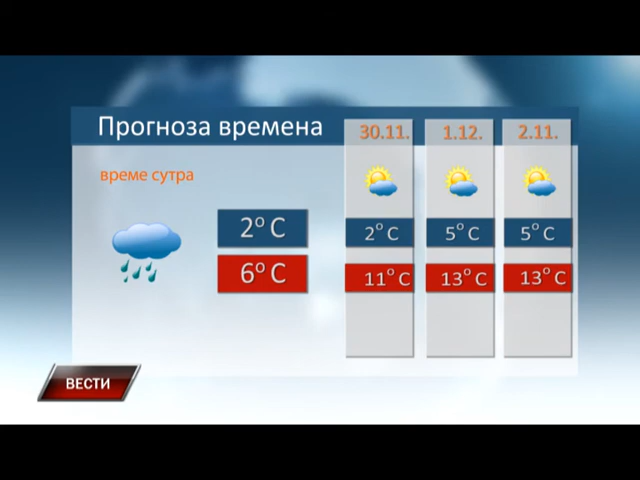 Прогноза времена
време сутра
2° C
6° C
30.11.
2° C
11° C
1.12.
5° C
13° C
2.11.
5° C
13° C
ВЕСТИ